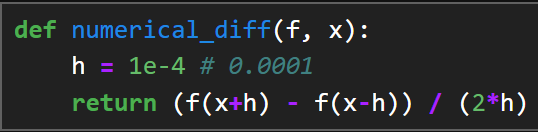 def numerical_diff(f, x):
    h = 1e-4 # 0.0001
    return (f(x+h) - f(x-h)) / (2*h)